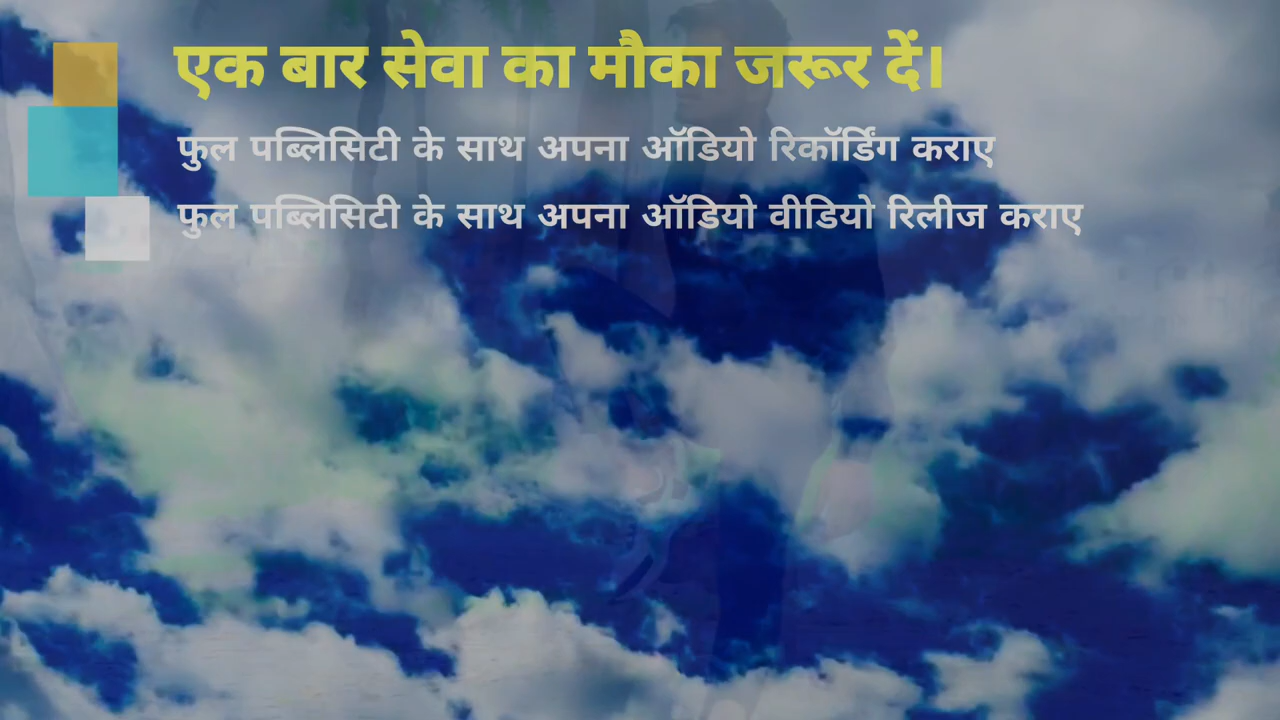 एक बार सेवा का मौका जरूर दें।
फुल पब्लिसिटी के साथ अपना ऑडियो रिकॉर्डिंग कराए
फुल पब्लिसिटी के साथ अपना ऑडियो वीडियो रिलीज कराए